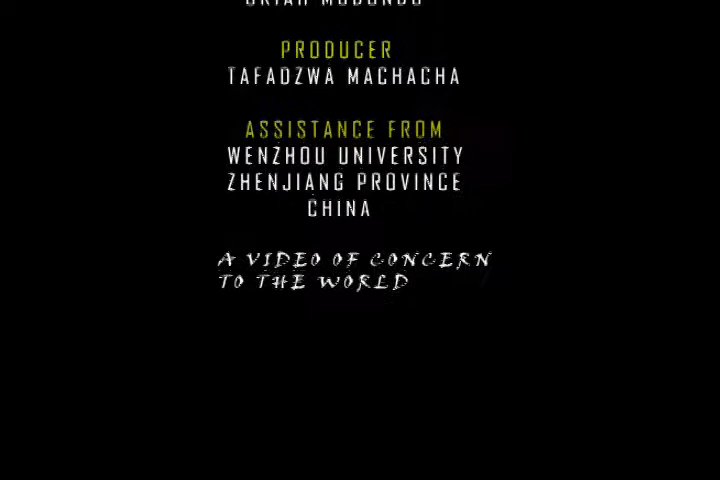 PRODUCER
TAFADZWA MACHACHA
ASSISTANCE FROM
WENZHOU UNIVERSITY
ZHENJIANG PROVINCE
CHINA
A VIDEO OF CONCERN
TO THE WORLD